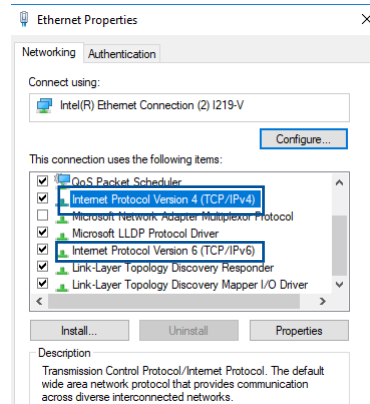 Ethernet Properties
Networking Authentication
Connect using:
Intel(R) Ethernet Connection (2) I219-V
Configure...
This connection uses the following items:
QoS Packet Scheduler
Internet Protocol Version 4 (TCP/IPv4)
Microsoft Network Adapter Multiplexor Protocol
Microsoft LLDP Protocol Driver
Internet Protocol Version 6 (TCP/IPv6)
Link-Layer Topology Discovery Responder
Link-Layer Topology Discovery Mapper I/O Driver
Install... Uninstall Properties
Description
Transmission Control Protocol/Internet Protocol. The default
wide area network protocol that provides communication
across diverse interconnected networks.